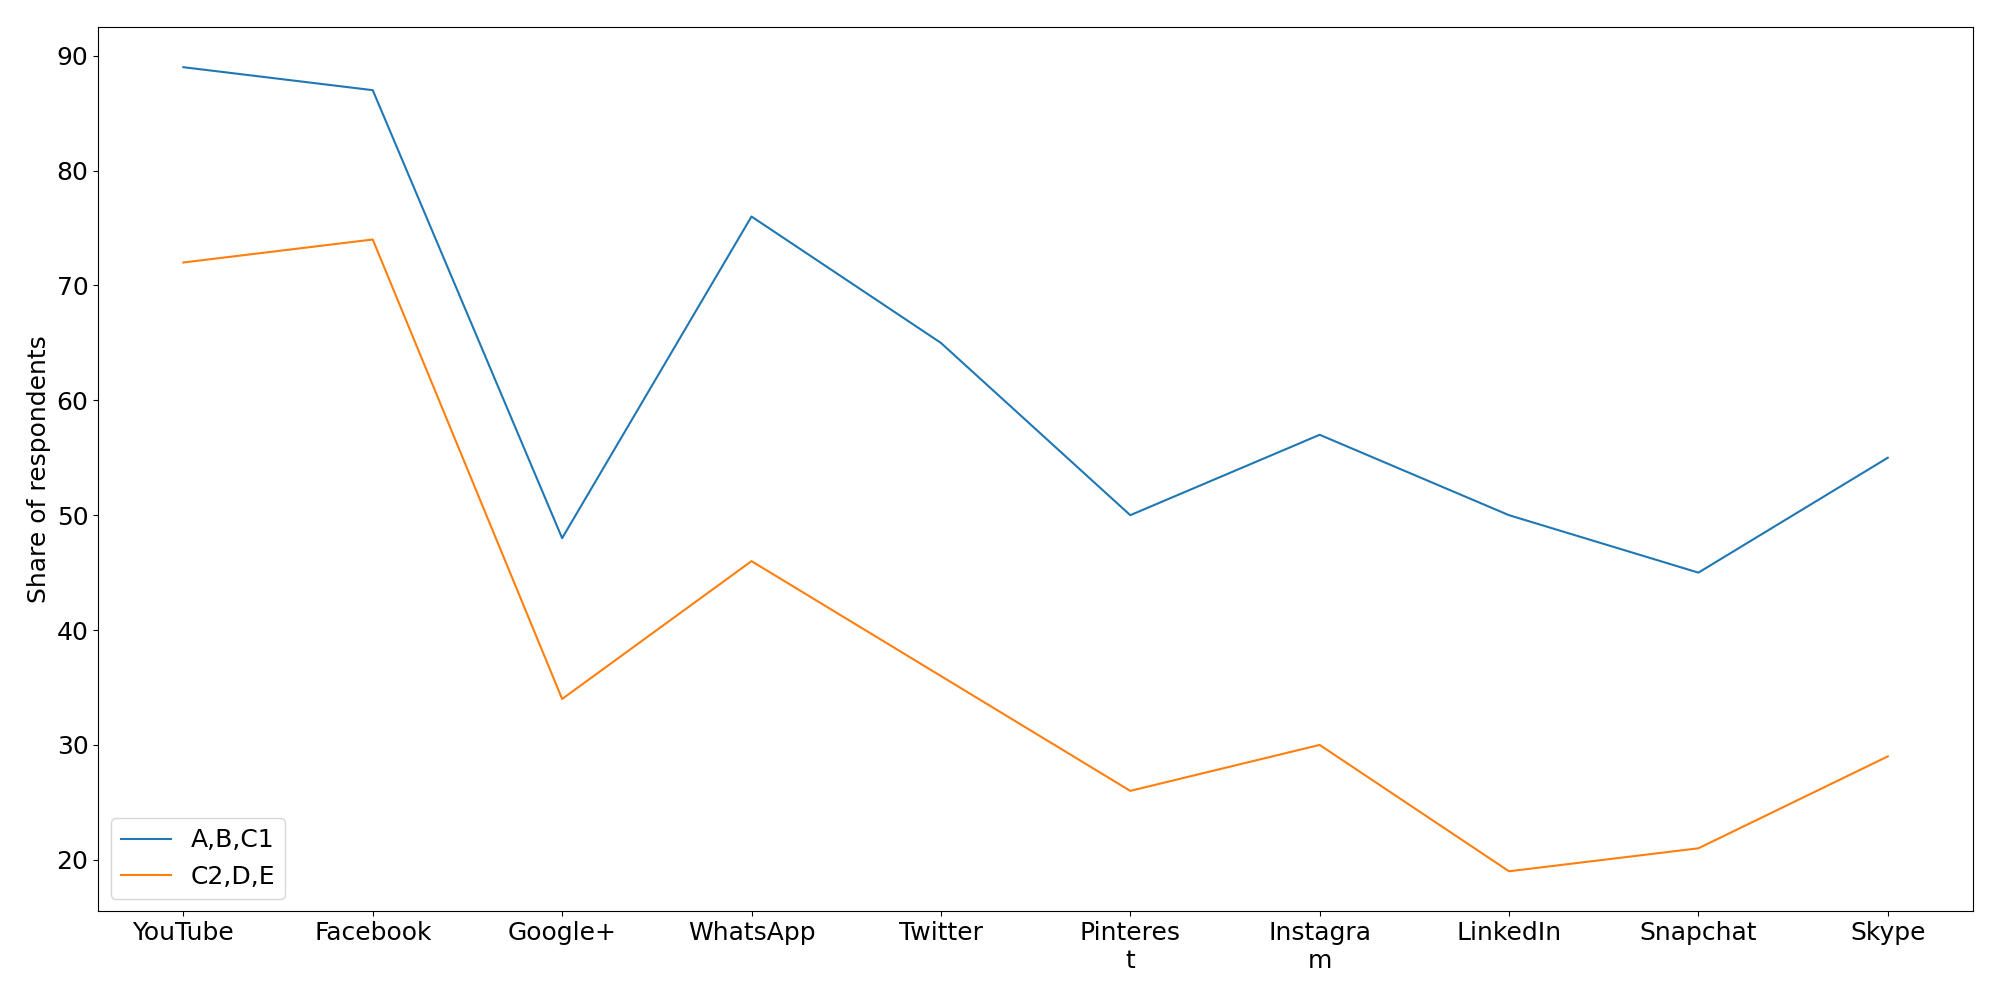 Share of respondents
90
80
70
60
50
40
30
20
A,B,C1
C2,D,E
YouTube
Facebook
Google+
WhatsApp
Twitter
Pinteres
t
Instagra
m
LinkedIn
Snapchat
Skype